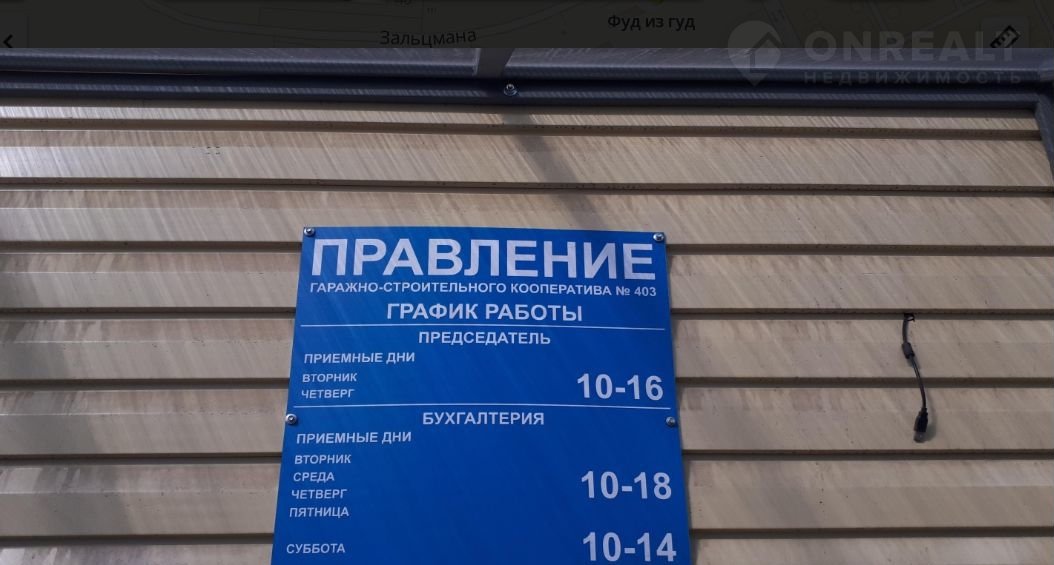 Фуд из гуд
Зальцмана
ONREALT
НЕДВИЖИМОСТЬ
ПРАВЛЕНИЕ
ГАРАЖНО-СТРОИТЕЛЬНОГО КООПЕРАТИВА № 403
ГРАФИК РАБОТЫ
ПРЕДСЕДАТЕЛЬ
ПРИЕМНЫЕ ДНИ
ВТОРНИК
ЧЕТВЕРГ
10-16
БУХГАЛТЕРИЯ
ПРИЕМНЫЕ ДНИ
ВТОРНИК
СРЕДА
ЧЕТВЕРГ
ПЯТНИЦА
10-18
СУББОТА 10-14